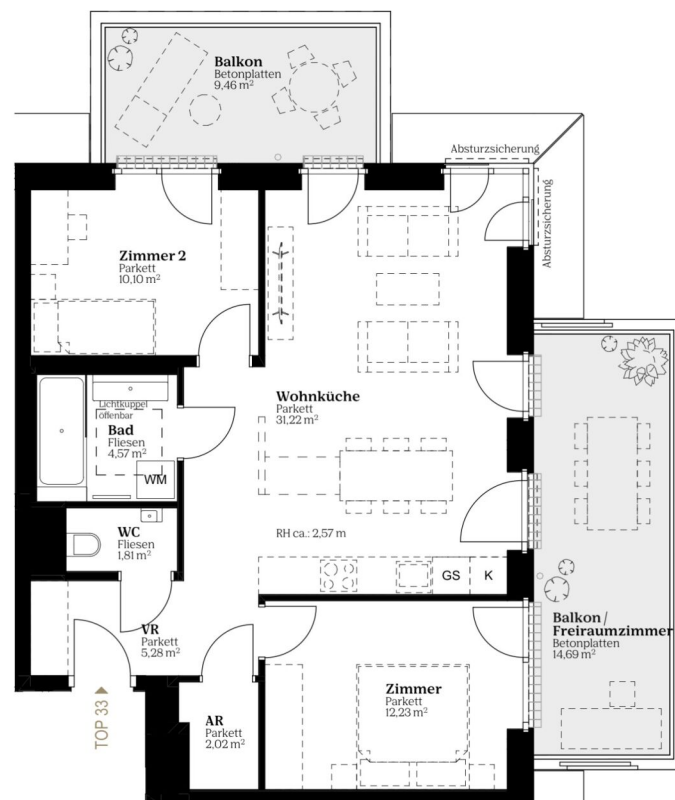 Balkon
Betonplatten
9,46 m²
Absturzsicherung
Absturzsicherung
Zimmer 2
Parkett
10,10 m²
Wohnküche
Parkett
31,22 m²
Lichtkuppel
öffenbar
Bad
Fliesen
4,57 m²
WM
WC
Fliesen
1,81 m²
RH ca.: 2,57 m
GS
K
VR
Parkett
5,28 m²
Balkon/
Freiraumzimmer
Betonplatten
14,69 m²
Zimmer
Parkett
12,23 m²
AR
Parkett
2,02 m²
TOP 33